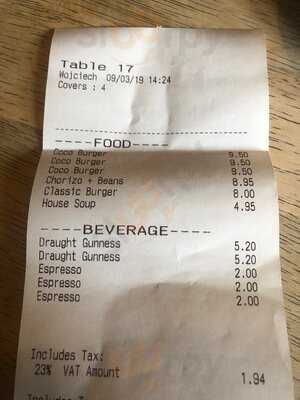 Table 17
Wojciech 09/03/19 14:24
Covers : 4
----FOOD----
Coco Burger 9.50
Coco Burger 9.50
Coco Burger 9.50
Chorizo + Beans 8.95
Classic Burger 8.00
House Soup 4.95
----BEVERAGE----
Draught Gunness 5.20
Draught Gunness 5.20
Espresso 2.00
Espresso 2.00
Espresso 2.00
Includes Tax:
23% VAT Amount 1.94